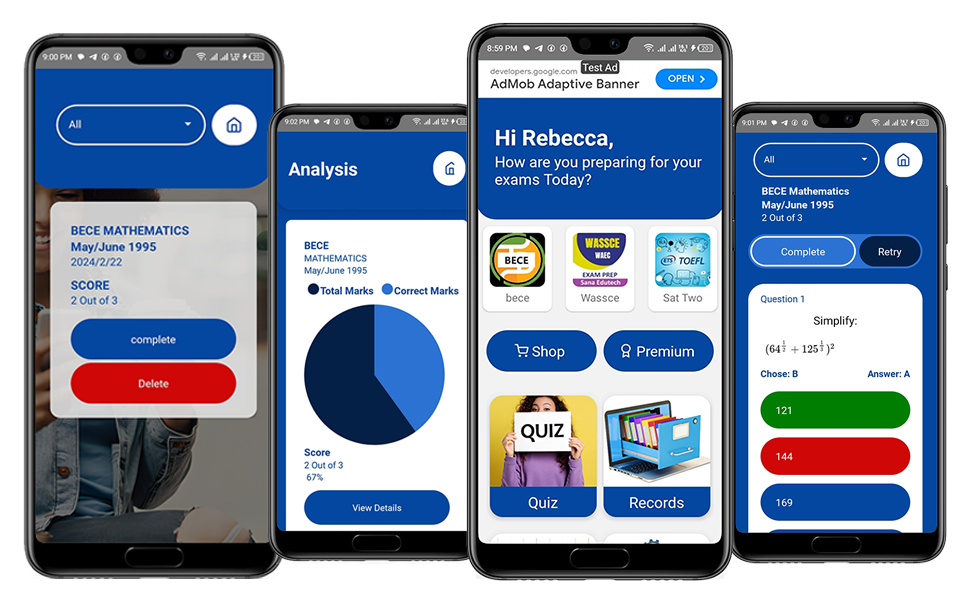 9:00 PM
All
BECE MATHEMATICS
May/June 1995
2024/2/22
SCORE
2 Out of 3
complete
Delete
9:02 PM
Analysis
BECE
MATHEMATICS
May/June 1995
Total Marks Correct Marks
Score
2 Out of 3
67%
View Details
8:59 PM
Test Ad
developers.google.com
AdMob Adaptive Banner
OPEN
Hi Rebecca,
How are you preparing for your
exams Today?
BECE
bece
WASSCE
WAEC
EXAM PREP
Sana Edutech
Wassce
ETS TOEFL
Sat Two
Shop
Premium
QUIZ
Quiz
Records
9:01 PM
All
BECE Mathematics
May/June 1995
2 Out of 3
Complete
Retry
Question 1
Simplify:
(64^{1/2} + 125^{1/3})^2
Chose: B Answer: A
121
144
169